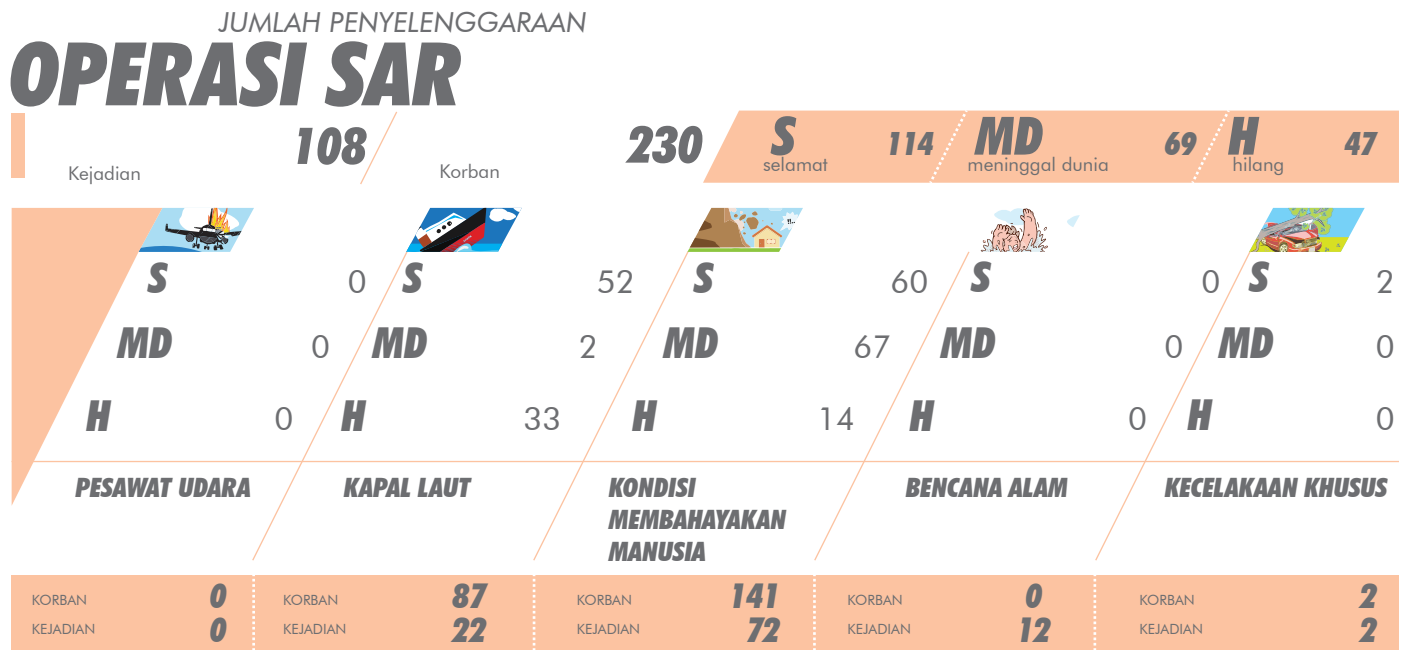 JUMLAH PENYELENGGARAAN
OPERASI SAR
108 Kejadian
230 Korban
S selamat 114
MD meninggal dunia 69
H hilang 47
!!..
S 0 S 52 S 60 S 0 S 2
MD 0 MD 2 MD 67 MD 0 MD 0
H 0 H 33 H 14 H 0 H 0
PESAWAT UDARA
KAPAL LAUT
KONDISI
MEMBAHAYAKAN
MANUSIA
BENCANA ALAM
KECELAKAAN KHUSUS
KORBAN 0 KORBAN 87 KORBAN 141 KORBAN 0 KORBAN 2
KEJADIAN 0 KEJADIAN 22 KEJADIAN 72 KEJADIAN 12 KEJADIAN 2